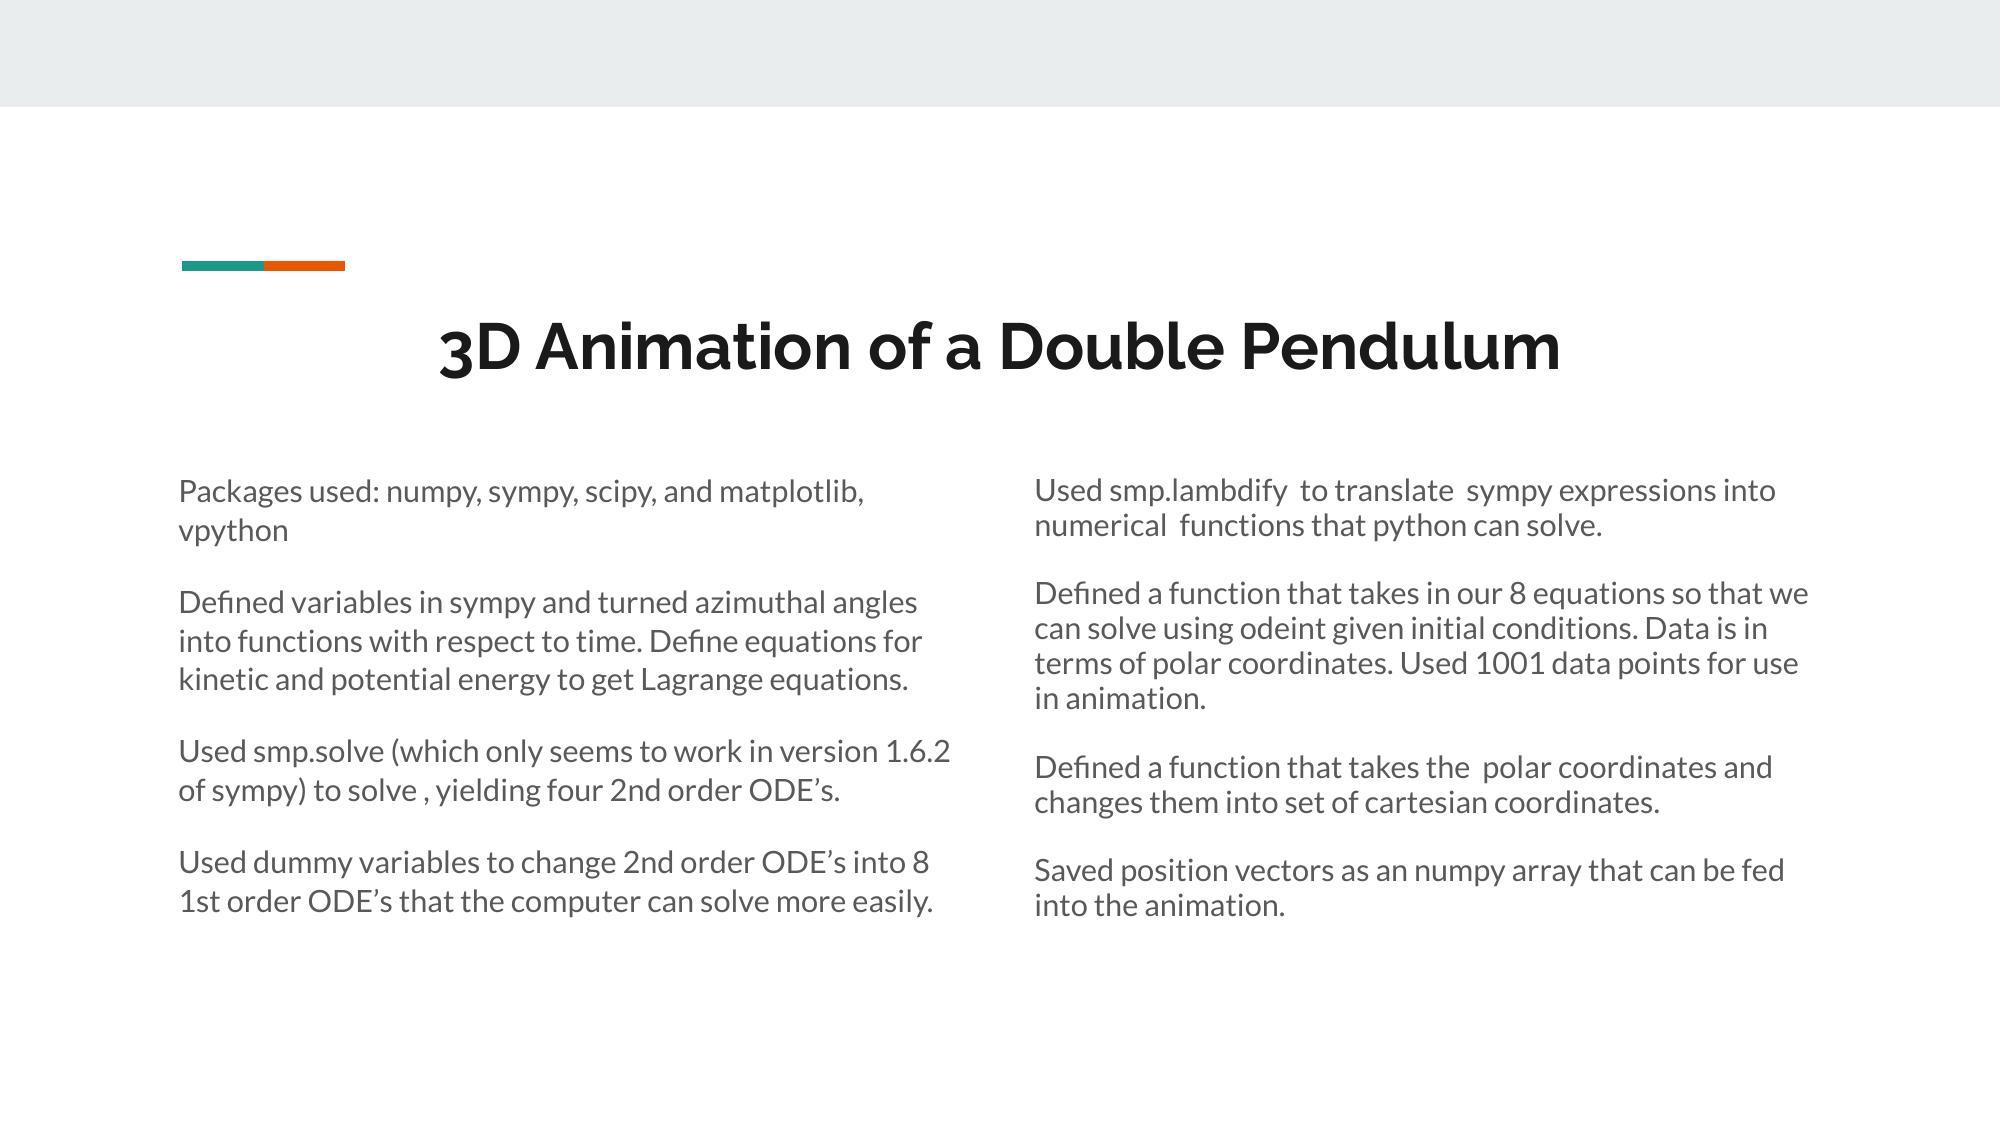 3D Animation of a Double Pendulum
Packages used: numpy, sympy, scipy, and matplotlib,
vpython
Defined variables in sympy and turned azimuthal angles
into functions with respect to time. Define equations for
kinetic and potential energy to get Lagrange equations.
Used smp.solve (which only seems to work in version 1.6.2
of sympy) to solve , yielding four 2nd order ODE’s.
Used dummy variables to change 2nd order ODE’s into 8
1st order ODE’s that the computer can solve more easily.
Used smp.lambdify  to translate  sympy expressions into
numerical  functions that python can solve.
Defined a function that takes in our 8 equations so that we
can solve using odeint given initial conditions. Data is in
terms of polar coordinates. Used 1001 data points for use
in animation.
Defined a function that takes the  polar coordinates and
changes them into set of cartesian coordinates.
Saved position vectors as an numpy array that can be fed
into the animation.